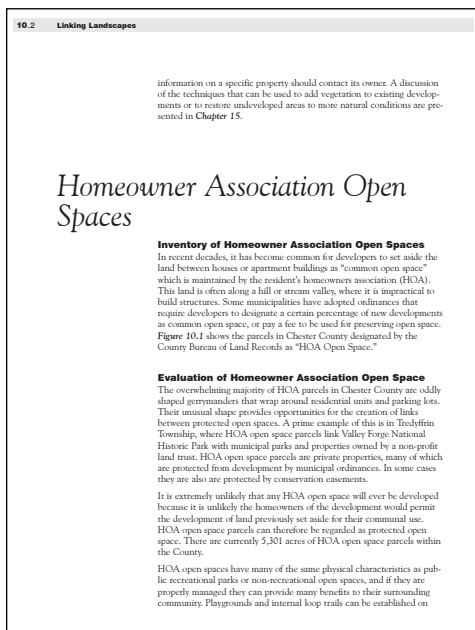 10.2 Linking Landscapes
information on a specific property should contact its owner. A discussion
of the techniques that can be used to add vegetation to existing develop-
ments or to restore undeveloped areas to more natural conditions are pre-
sented in Chapter 15.
Homeowner Association Open
Spaces
Inventory of Homeowner Association Open Spaces
In recent decades, it has become common for developers to set aside the
land between houses or apartment buildings as “common open space”
which is maintained by the resident's homeowners association (HOA).
This land is often along a hill or stream valley, where it is impractical to
build structures. Some municipalities have adopted ordinances that
require developers to designate a certain percentage of new developments
as common open space, or pay a fee to be used for preserving open space.
Figure 10.1 shows the parcels in Chester County designated by the
County Bureau of Land Records as “HOA Open Space.”
Evaluation of Homeowner Association Open Space
The overwhelming majority of HOA parcels in Chester County are oddly
shaped gerrymanders that wrap around residential units and parking lots.
Their unusual shape provides opportunities for the creation of links
between protected open spaces. A prime example of this is in Tredyffrin
Township, where HOA open space parcels link Valley Forge National
Historic Park with municipal parks and properties owned by a non-profit
land trust. HOA open space parcels are private properties, many of which
are protected from development by municipal ordinances. In some cases
they are also are protected by conservation easements.
It is extremely unlikely that any HOA open space will ever be developed
because it is unlikely the homeowners of the development would permit
the development of land previously set aside for their communal use.
HOA open space parcels can therefore be regarded as protected open
space. There are currently 5,301 acres of HOA open space parcels within
the County.
HOA open spaces have many of the same physical characteristics as pub-
lic recreational parks or non-recreational open spaces, and if they are
properly managed they can provide many benefits to their surrounding
community. Playgrounds and internal loop trails can be established on